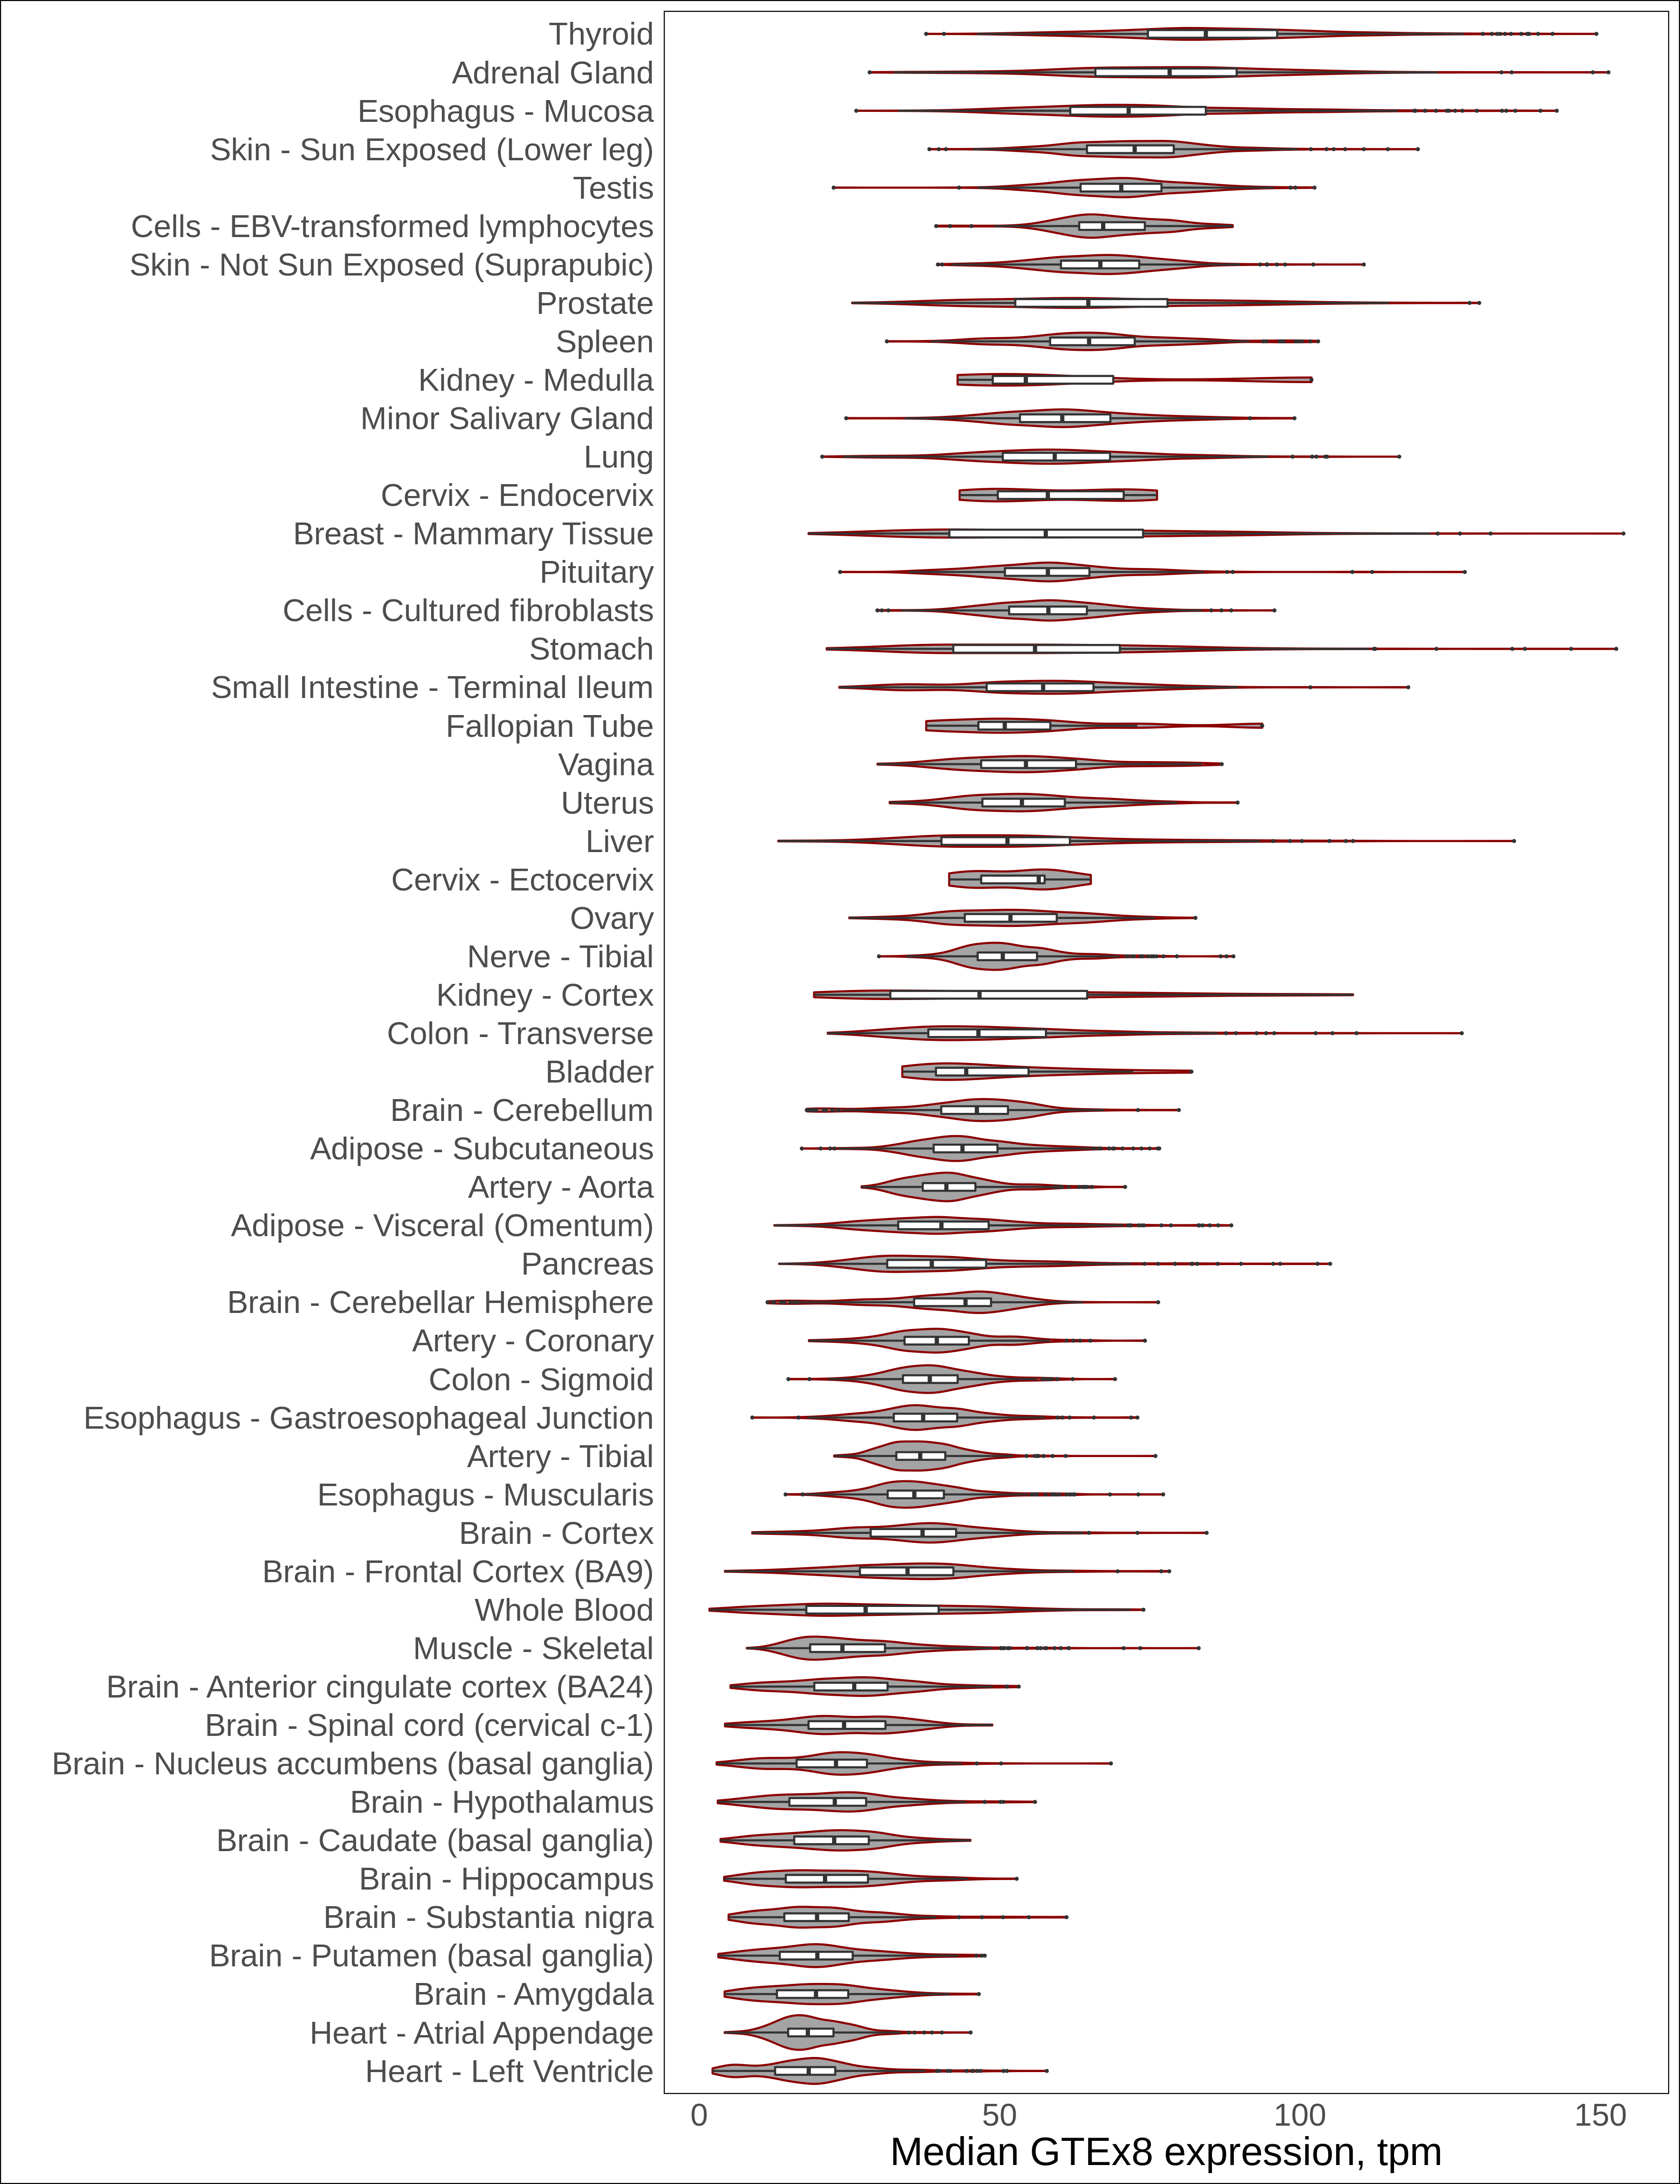 Thyroid
Adrenal Gland
Esophagus - Mucosa
Skin - Sun Exposed (Lower leg)
Testis
Cells - EBV-transformed lymphocytes
Skin - Not Sun Exposed (Suprapubic)
Prostate
Spleen
Kidney - Medulla
Minor Salivary Gland
Lung
Cervix - Endocervix
Breast - Mammary Tissue
Pituitary
Cells - Cultured fibroblasts
Stomach
Small Intestine - Terminal Ileum
Fallopian Tube
Vagina
Uterus
Liver
Cervix - Ectocervix
Ovary
Nerve - Tibial
Kidney - Cortex
Colon - Transverse
Bladder
Brain - Cerebellum
Adipose - Subcutaneous
Artery - Aorta
Adipose - Visceral (Omentum)
Pancreas
Brain - Cerebellar Hemisphere
Artery - Coronary
Colon - Sigmoid
Esophagus - Gastroesophageal Junction
Artery - Tibial
Esophagus - Muscularis
Brain - Cortex
Brain - Frontal Cortex (BA9)
Whole Blood
Muscle - Skeletal
Brain - Anterior cingulate cortex (BA24)
Brain - Spinal cord (cervical c-1)
Brain - Nucleus accumbens (basal ganglia)
Brain - Hypothalamus
Brain - Caudate (basal ganglia)
Brain - Hippocampus
Brain - Substantia nigra
Brain - Putamen (basal ganglia)
Brain - Amygdala
Heart - Atrial Appendage
Heart - Left Ventricle
0 50 100 150
Median GTEx8 expression, tpm